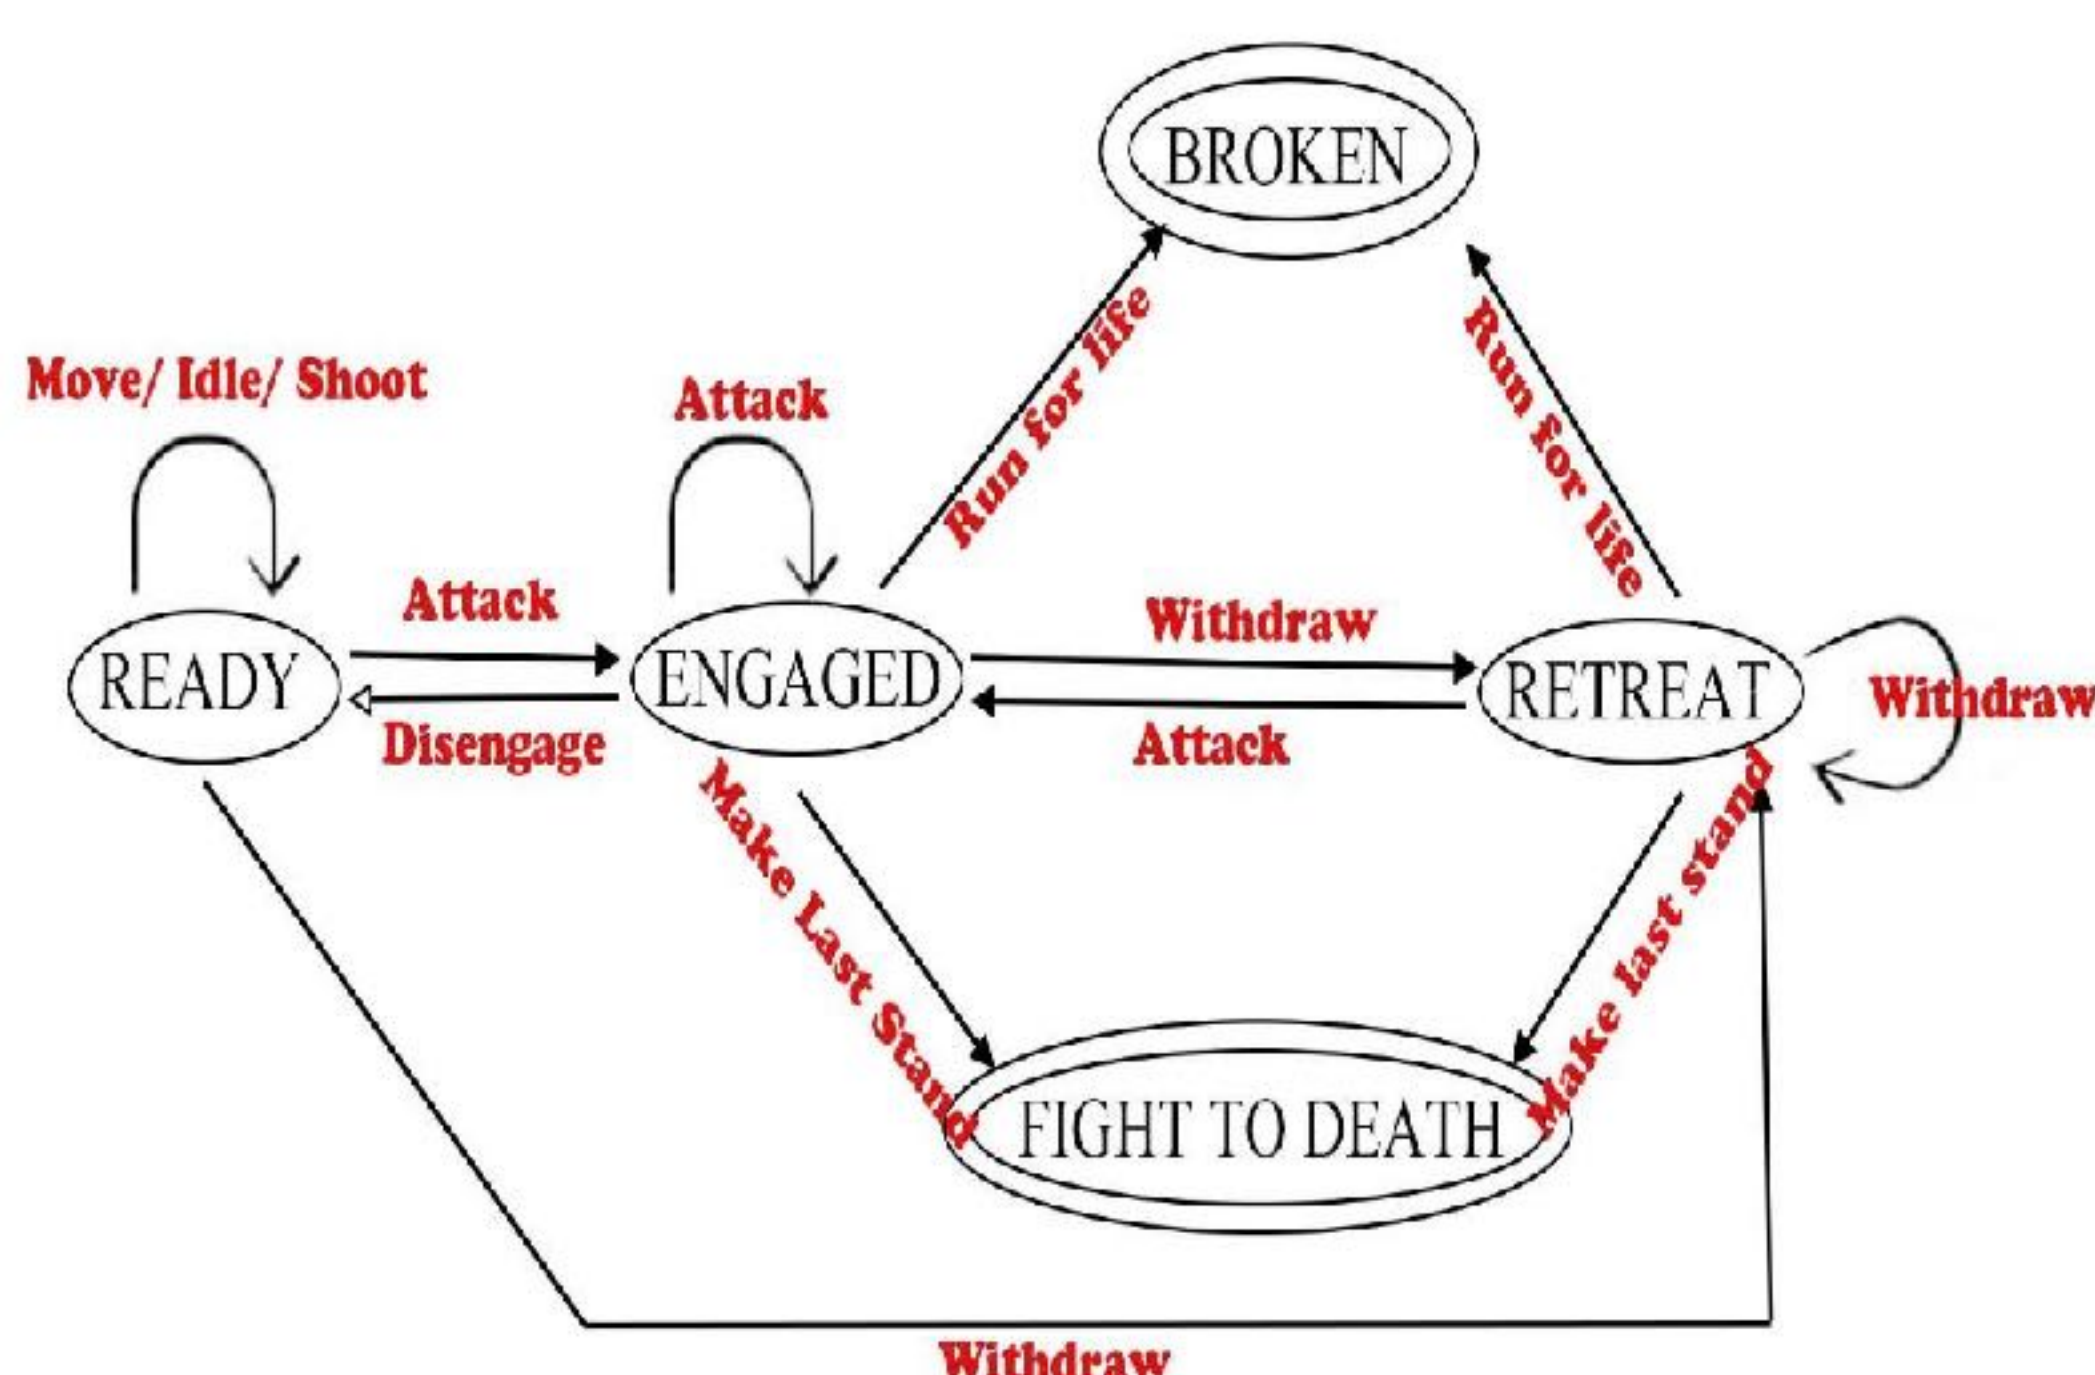 BROKEN
Run for life
Run for life
Move/ Idle/ Shoot
Attack
Attack
Withdraw
READY
ENGAGED
RETREAT
Withdraw
Disengage
Attack
Make Last Stand
Make last stand
FIGHT TO DEATH
Withdraw